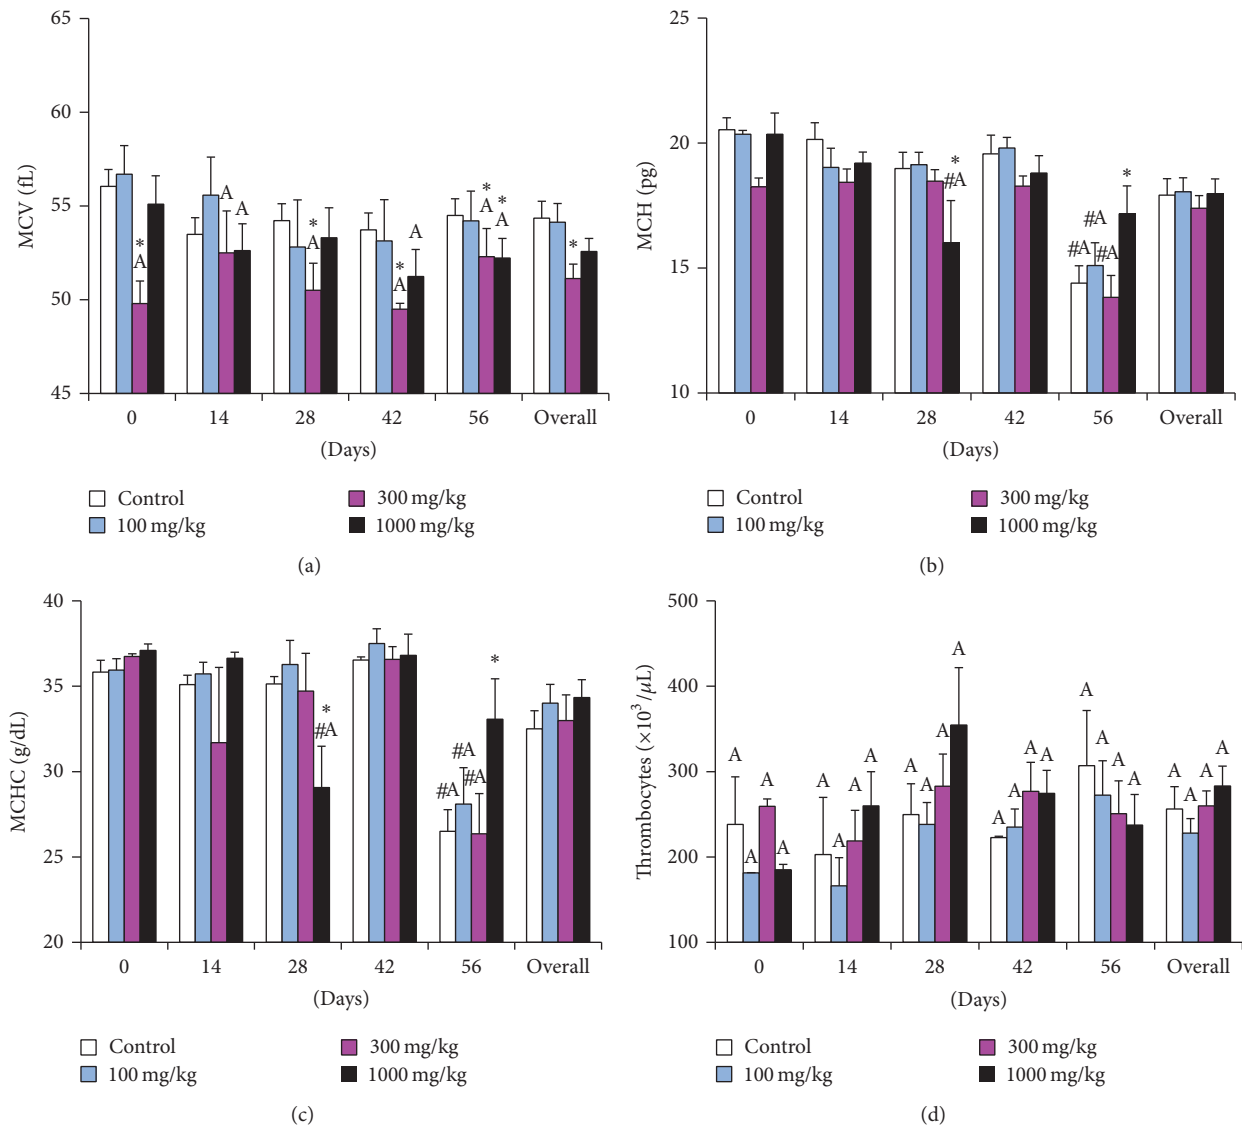 65
60
55
50
45
MCV (fL)
*
A
A
A
*
A
*
A
A
*
A
*
A
*
0 14 28 42 56 Overall
(Days)
Control
100 mg/kg
300 mg/kg
1000 mg/kg
(a)
25
20
15
10
MCH (pg)
*
#A
#A
#A
#A
*
0 14 28 42 56 Overall
(Days)
Control
100 mg/kg
300 mg/kg
1000 mg/kg
(b)
40
35
30
25
20
MCHC (g/dL)
*
#A
#A
#A
#A
*
0 14 28 42 56 Overall
(Days)
Control
100 mg/kg
300 mg/kg
1000 mg/kg
(c)
500
400
300
200
100
Thrombocytes (×10³/μL)
A A A A
A A A A
A A A A
A A A A
A A A A
A A A A
0 14 28 42 56 Overall
(Days)
Control
100 mg/kg
300 mg/kg
1000 mg/kg
(d)